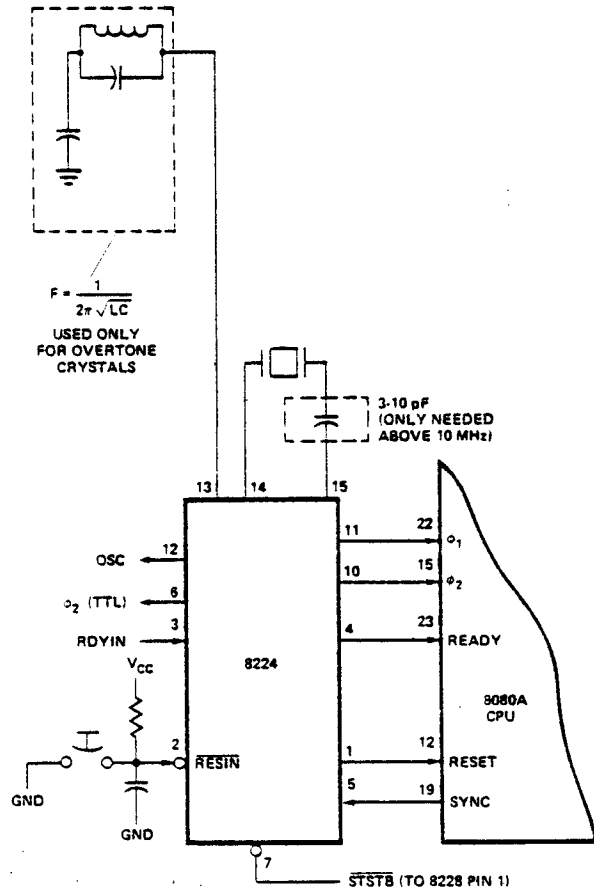 F = 1 / 2π √LC
USED ONLY
FOR OVERTONE
CRYSTALS
3-10 pF
(ONLY NEEDED
ABOVE 10 MHz)
13 14 15
11 22 ϕ1
OSC 12
10 15 ϕ2
ϕ2 (TTL) 6
RDYIN 3
4 23 READY
8224
VCC
8080A
CPU
2 RESIN
1 12 RESET
5 19 SYNC
GND
GND
7
STSTB (TO 8228 PIN 1)